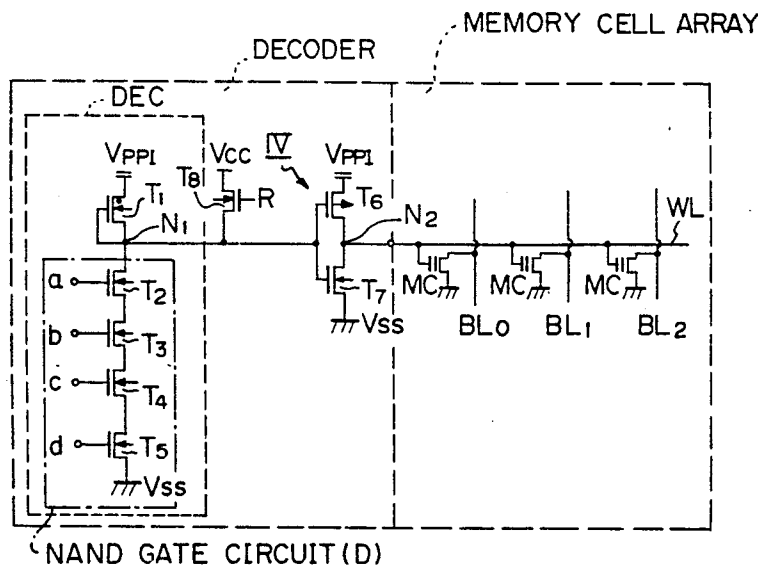 MEMORY CELL ARRAY
DECODER
DEC
VPPI
VCC
IV
VPPI
T1
T8
R
T6
N1
N2
WL
a
T2
T7
MC
MC
MC
b
T3
VSS
BL0
BL1
BL2
c
T4
d
T5
VSS
NAND GATE CIRCUIT(D)